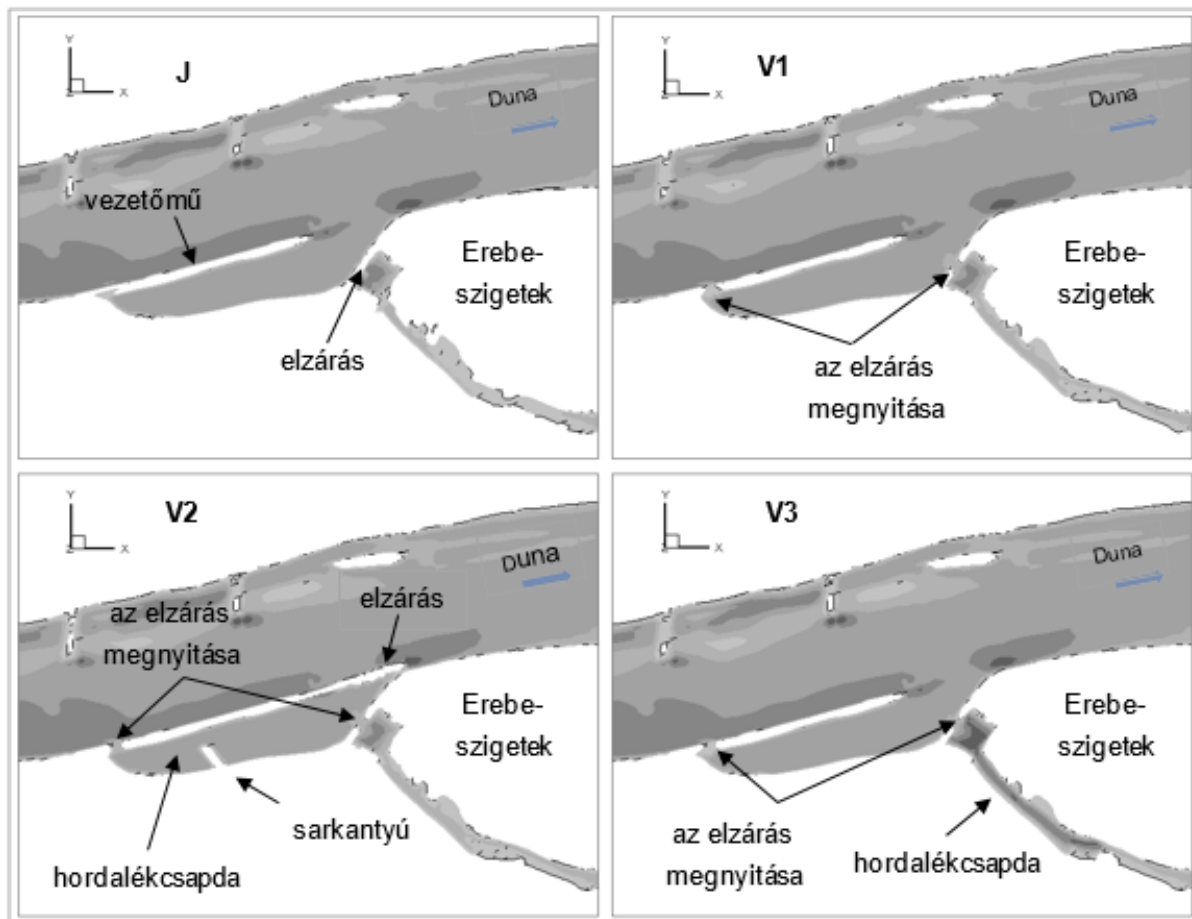 J
Y
Z
X
Duna
vezetőmű
Erebe-
szigetek
elzárás
V1
Y
Z
X
Duna
Erebe-
szigetek
az elzárás
megnyitása
V2
Y
Z
X
Duna
az elzárás
megnyitása
elzárás
Erebe-
szigetek
sarkantyú
hordalékcsapda
V3
Y
Z
X
Duna
Erebe-
szigetek
az elzárás
megnyitása
hordalékcsapda